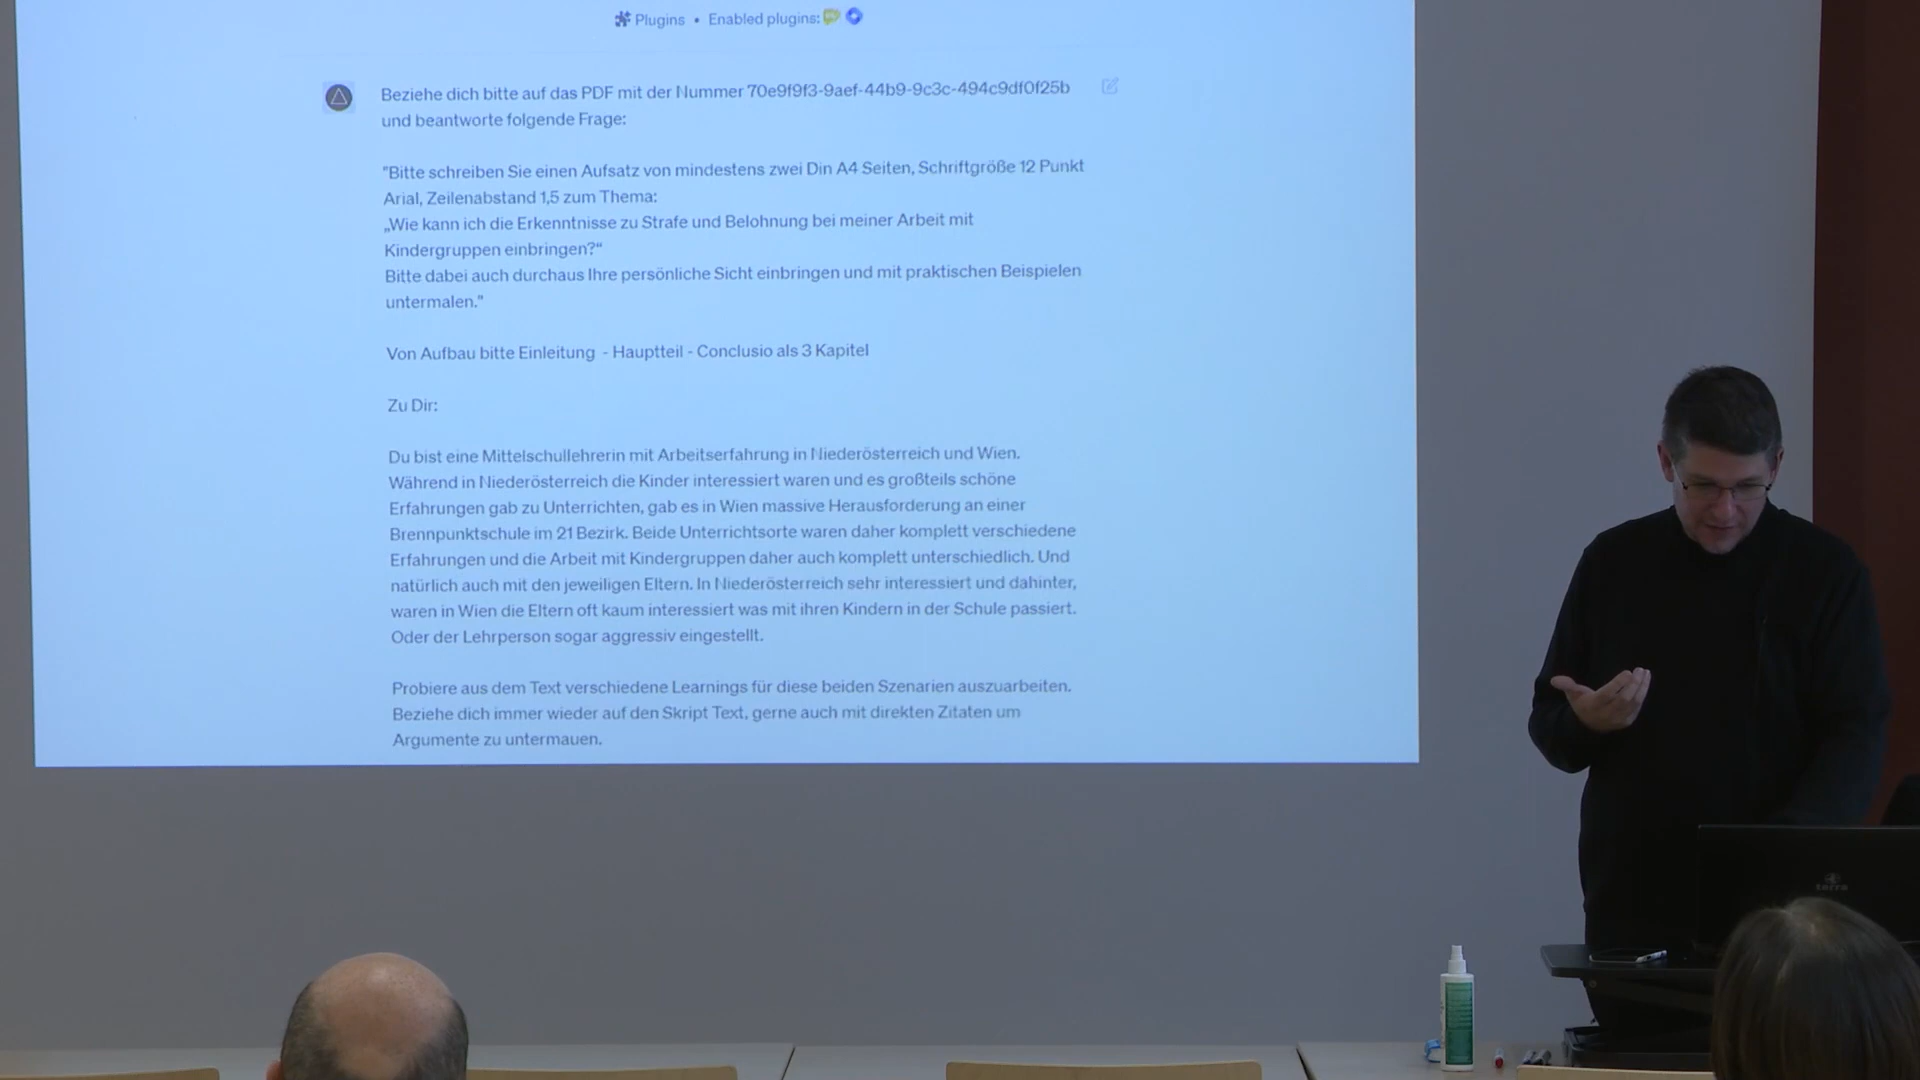 Plugins • Enabled plugins:
Beziehe dich bitte auf das PDF mit der Nummer 70e9f9f3-9aef-44b9-9c3c-494c9df0f25b
und beantworte folgende Frage:
"Bitte schreiben Sie einen Aufsatz von mindestens zwei Din A4 Seiten, Schriftgröße 12 Punkt
Arial, Zeilenabstand 1,5 zum Thema:
„Wie kann ich die Erkenntnisse zu Strafe und Belohnung bei meiner Arbeit mit
Kindergruppen einbringen?“
Bitte dabei auch durchaus Ihre persönliche Sicht einbringen und mit praktischen Beispielen
untermalen."
Von Aufbau bitte Einleitung - Hauptteil - Conclusio als 3 Kapitel
Zu Dir:
Du bist eine Mittelschullehrerin mit Arbeitserfahrung in Niederösterreich und Wien.
Während in Niederösterreich die Kinder interessiert waren und es großteils schöne
Erfahrungen gab zu Unterrichten, gab es in Wien massive Herausforderung an einer
Brennpunktschule im 21 Bezirk. Beide Unterrichtsorte waren daher komplett verschiedene
Erfahrungen und die Arbeit mit Kindergruppen daher auch komplett unterschiedlich. Und
natürlich auch mit den jeweiligen Eltern. In Niederösterreich sehr interessiert und dahinter,
waren in Wien die Eltern oft kaum interessiert was mit ihren Kindern in der Schule passiert.
Oder der Lehrperson sogar aggressiv eingestellt.
Probiere aus dem Text verschiedene Learnings für diese beiden Szenarien auszuarbeiten.
Beziehe dich immer wieder auf den Skript Text, gerne auch mit direkten Zitaten um
Argumente zu untermauen.
terra